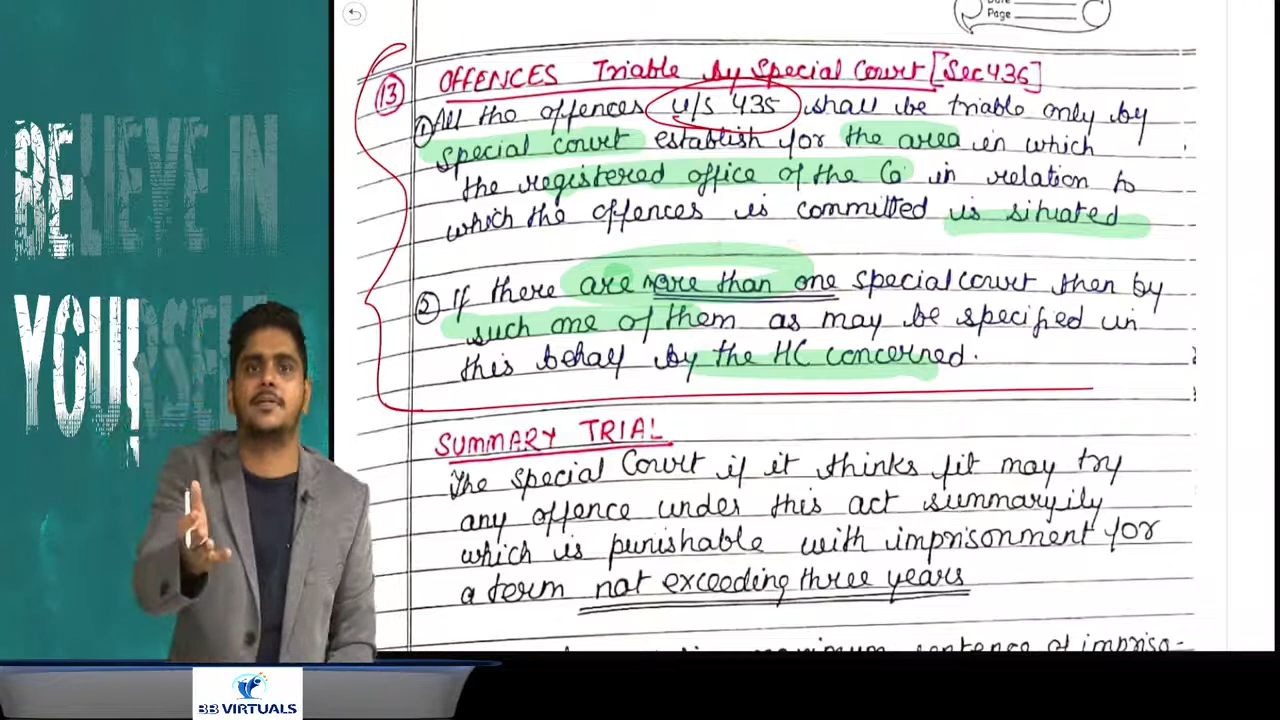 Page
OFFENCES Triable by Special Court [Sec 436]
13
① All the offences u/s 435 shall be triable only by
special court establish for the area in which
the registered office of the Co in relation to
which the offences is committed is situated
② If there are more than one special court then by
such one of them as may be specified in
this behalf by the HC concerned.
SUMMARY TRIAL
The Special Court if it thinks fit may try
any offence under this act summaryily
which is punishable with imprisonment for
a term not exceeding three years
maximum sentence of impriso-
BELIEVE IN
YOURSELF
BB VIRTUALS